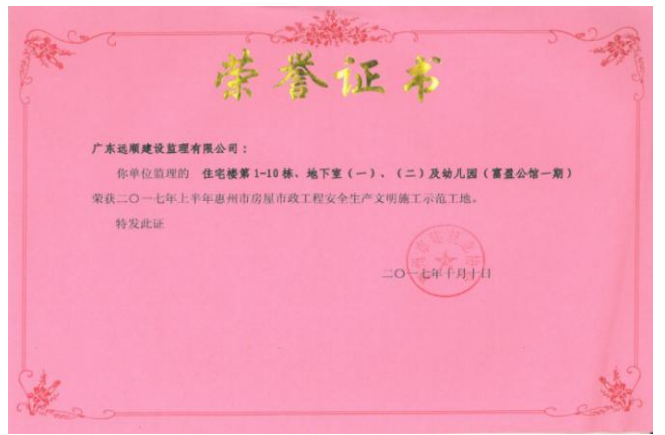 荣誉证书
广东远顺建设监理有限公司：
你单位监理的 住宅楼第1-10栋、地下室（一）、（二）及幼儿园（富盈公馆一期）
荣获二〇一七年上半年惠州市房屋市政工程安全生产文明施工示范工地。
特发此证
二〇一七年十月十日